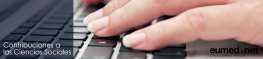 Contribuciones a
las Ciencias Sociales
eumed.net